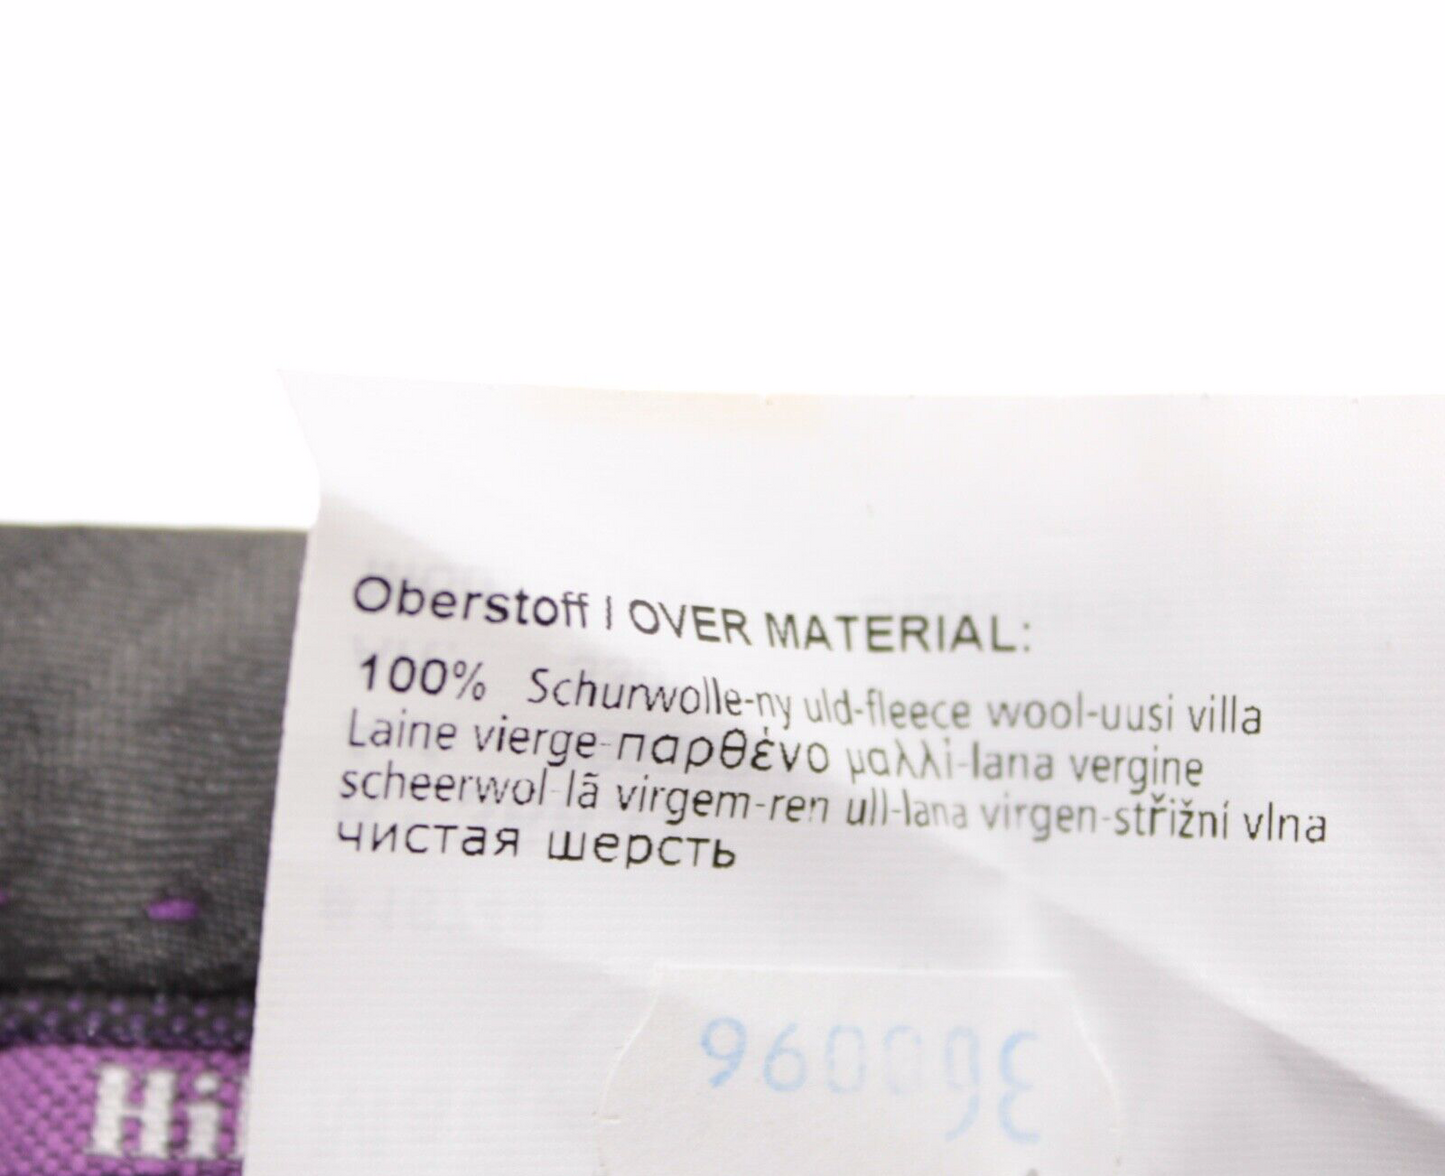 Oberstoff | OVER MATERIAL:
100% Schurwolle-ny uld-fleece wool-uusi villa
Laine vierge-παρθένο μαλλί-lana vergine
scheerwol-lã virgem-ren ull-lana virgen-střižní vlna
чистая шерсть
Hi